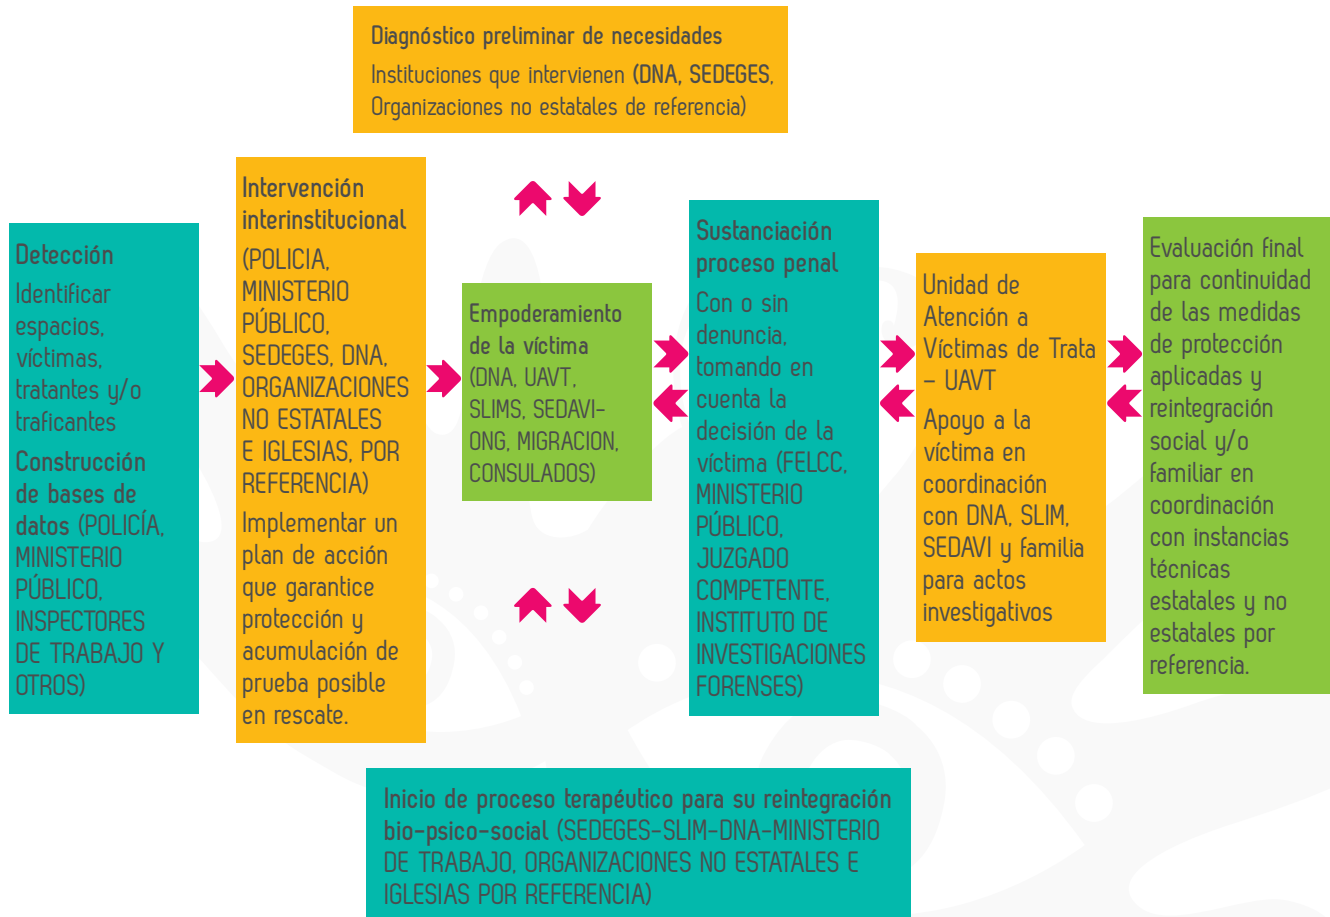 Diagnóstico preliminar de necesidades
Instituciones que intervienen (DNA, SEDEGES,
Organizaciones no estatales de referencia)
Detección
Identificar
espacios,
víctimas,
tratantes y/o
traficantes
Construcción
de bases de
datos (POLICÍA,
MINISTERIO
PÚBLICO,
INSPECTORES
DE TRABAJO Y
OTROS)
Intervención
interinstitucional
(POLICIA,
MINISTERIO
PÚBLICO,
SEDEGES, DNA,
ORGANIZACIONES
NO ESTATALES
E IGLESIAS, POR
REFERENCIA)
Implementar un
plan de acción
que garantice
protección y
acumulación de
prueba posible
en rescate.
Empoderamiento
de la víctima
(DNA, UAVT,
SLIMS, SEDAVI-
ONG, MIGRACION,
CONSULADOS)
Sustanciación
proceso penal
Con o sin
denuncia,
tomando en
cuenta la
decisión de la
víctima (FELCC,
MINISTERIO
PÚBLICO,
JUZGADO
COMPETENTE,
INSTITUTO DE
INVESTIGACIONES
FORENSES)
Unidad de
Atención a
Víctimas de Trata
– UAVT
Apoyo a la
víctima en
coordinación
con DNA, SLIM,
SEDAVI y familia
para actos
investigativos
Evaluación final
para continuidad
de las medidas
de protección
aplicadas y
reintegración
social y/o
familiar en
coordinación
con instancias
técnicas
estatales y no
estatales por
referencia.
Inicio de proceso terapéutico para su reintegración
bio-psico-social (SEDEGES-SLIM-DNA-MINISTERIO
DE TRABAJO, ORGANIZACIONES NO ESTATALES E
IGLESIAS POR REFERENCIA)